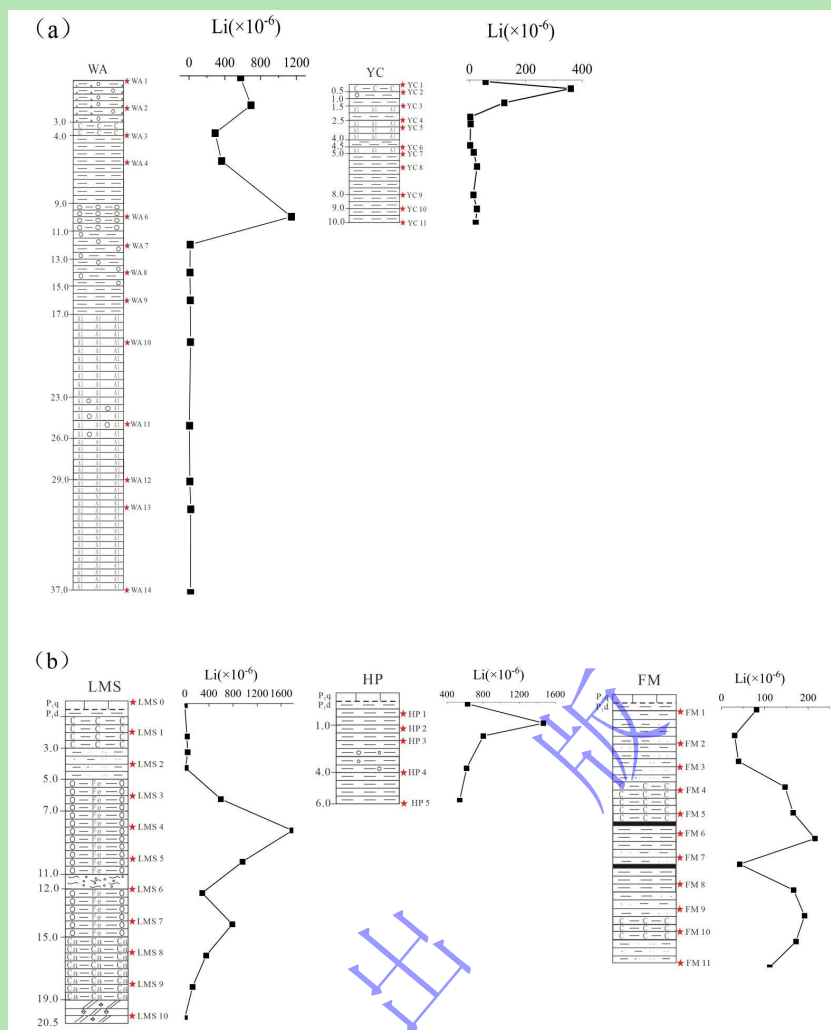 (a)
WA
Li(×10-6)
0 400 800 1200
WA 1
WA 2
3.0
4.0
WA 3
WA 4
9.0
WA 6
11.0
WA 7
13.0
WA 8
15.0
WA 9
17.0
WA 10
23.0
WA 11
26.0
29.0
WA 12
WA 13
37.0
WA 14
YC
Li(×10-6)
0 200 400
YC 1
0.5
YC 2
1.0
1.5
YC 3
2.5
YC 4
YC 5
4.0
4.5
YC 6
5.0
YC 7
YC 8
8.0
YC 9
9.0
YC 10
10.0
YC 11
(b)
LMS
Li(×10-6)
0 400 800 1200 1600
P₁q
P₁d
LMS 0
LMS 1
3.0
LMS 2
5.0
LMS 3
7.0
LMS 4
LMS 5
11.0
12.0
LMS 6
LMS 7
15.0
LMS 8
LMS 9
19.0
20.5
LMS 10
HP
Li(×10-6)
400 800 1200 1600
P₁q
P₁d
HP 1
1.0
HP 2
HP 3
4.0
HP 4
6.0
HP 5
FM
Li(×10-6)
0 100 200
P₁q
P₁d
FM 1
FM 2
FM 3
FM 4
FM 5
FM 6
FM 7
FM 8
FM 9
FM 10
FM 11
出版